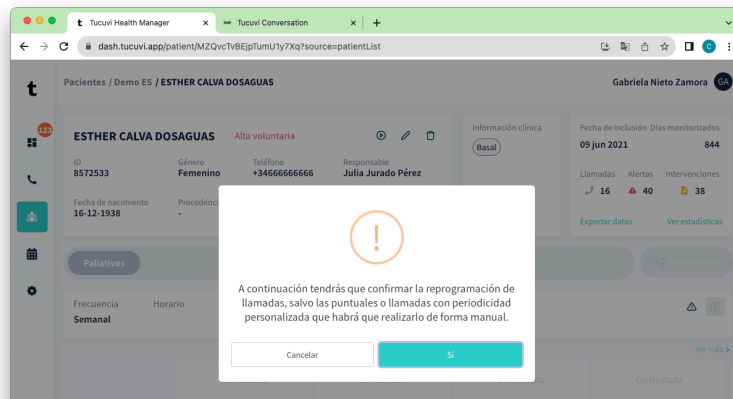 Tucuvi Health Manager
Tucuvi Conversation
dash.tucuvi.app/patient/MZQvcTvBEjpTumU1y7Xq?source=patientList
C
t
Pacientes / Demo ES / ESTHER CALVA DOSAGUAS
Gabriela Nieto Zamora
GA
123
ESTHER CALVA DOSAGUAS
Alta voluntaria
ID
8572533
Género
Femenino
Teléfono
+34666666666
Responsable
Julia Jurado Pérez
Fecha de nacimiento
16-12-1938
Procedenci
-
Información clínica
Basal
Fecha de inclusión
09 jun 2021
Días monitorizados
844
Llamadas
16
Alertas
40
Intervenciones
38
Exportar datos
Ver estadísticas
Paliativos
Frecuencia
Semanal
Horario
A continuación tendrás que confirmar la reprogramación de
llamadas, salvo las puntuales o llamadas con periodicidad
personalizada que habrá que realizarlo de forma manual.
Cancelar
Sí
Ver más >
Contestada